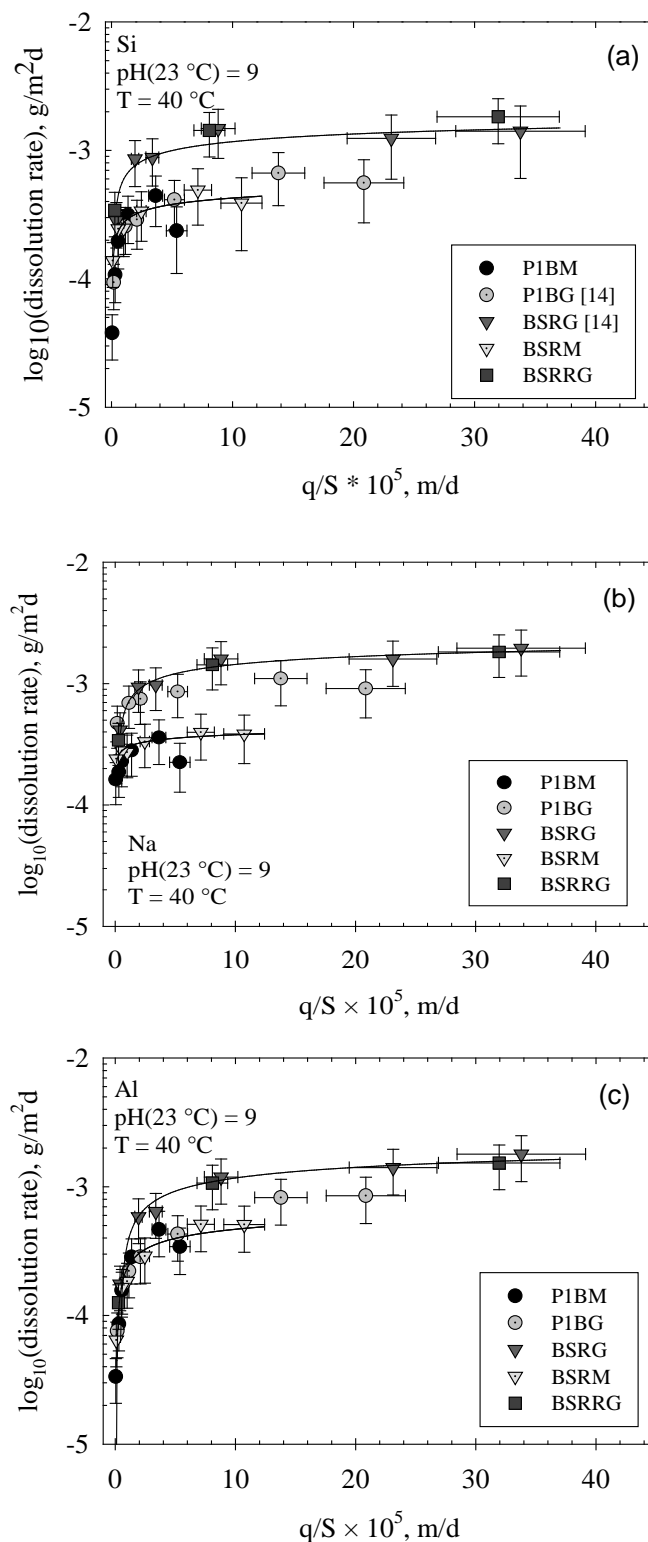 -2
Si
pH(23 °C) = 9
T = 40 °C
(a)
-3
-4
-5
log10(dissolution rate), g/m²d
P1BM
P1BG [14]
BSRG [14]
BSRM
BSRRG
0 10 20 30 40
q/S * 10⁵, m/d
-2
(b)
-3
-4
-5
log₁₀(dissolution rate), g/m²d
Na
pH(23 °C) = 9
T = 40 °C
P1BM
P1BG
BSRG
BSRM
BSRRG
0 10 20 30 40
q/S × 10⁵, m/d
-2
Al
pH(23 °C) = 9
T = 40 °C
(c)
-3
-4
-5
log₁₀(dissolution rate), g/m²d
P1BM
P1BG
BSRG
BSRM
BSRRG
0 10 20 30 40
q/S × 10⁵, m/d